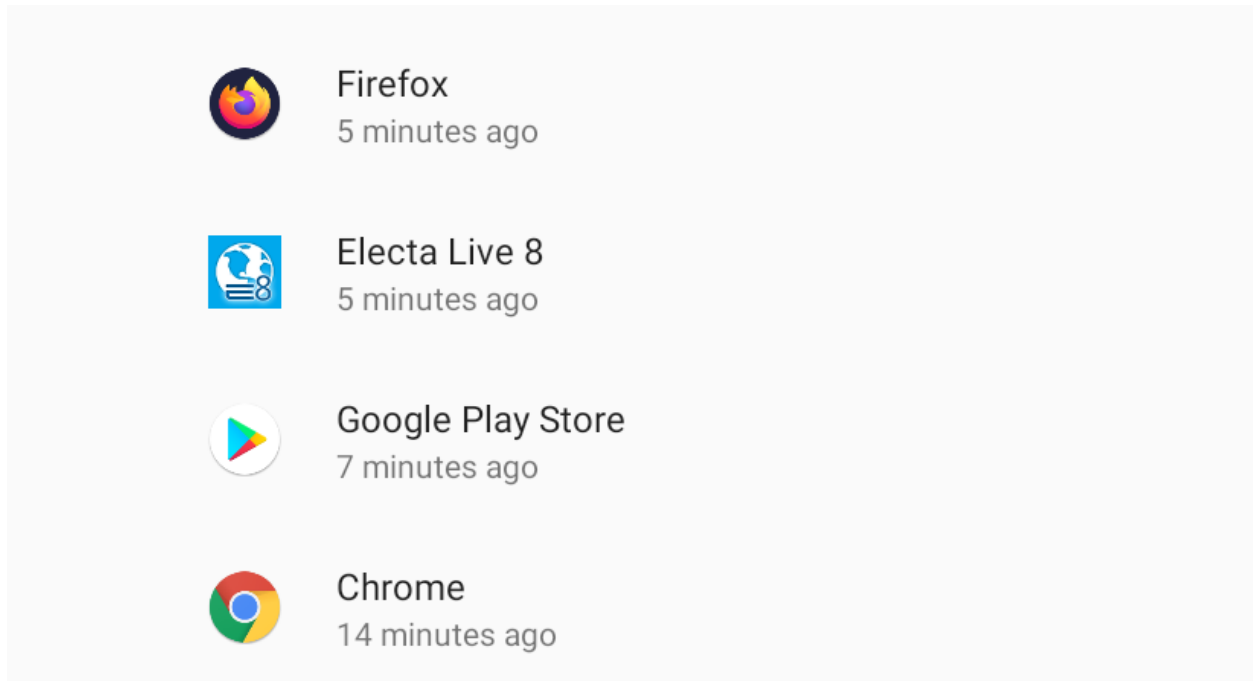 Firefox
5 minutes ago
Electa Live 8
5 minutes ago
Google Play Store
7 minutes ago
Chrome
14 minutes ago